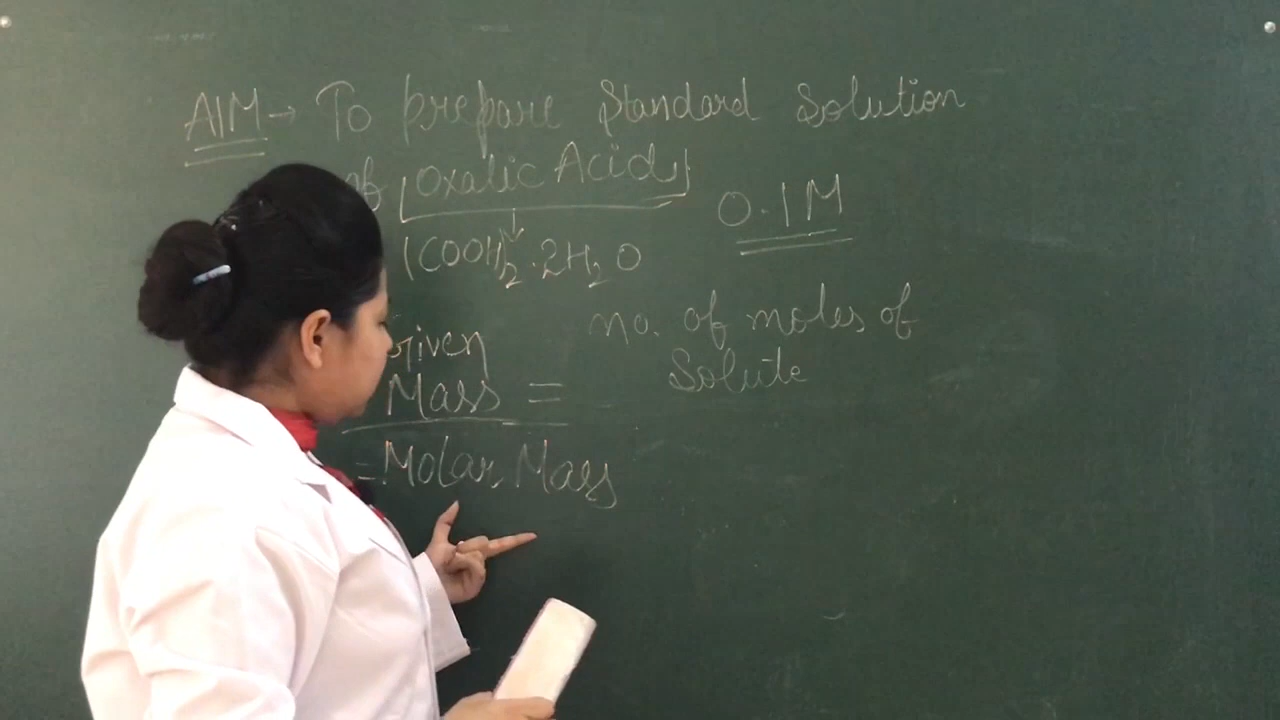 AIM → To prepare Standard Solution
of Oxalic Acid
0.1M
(COOH)₂.2H₂O
no. of moles of
Solute
Given
Mass =
= Molar Mass